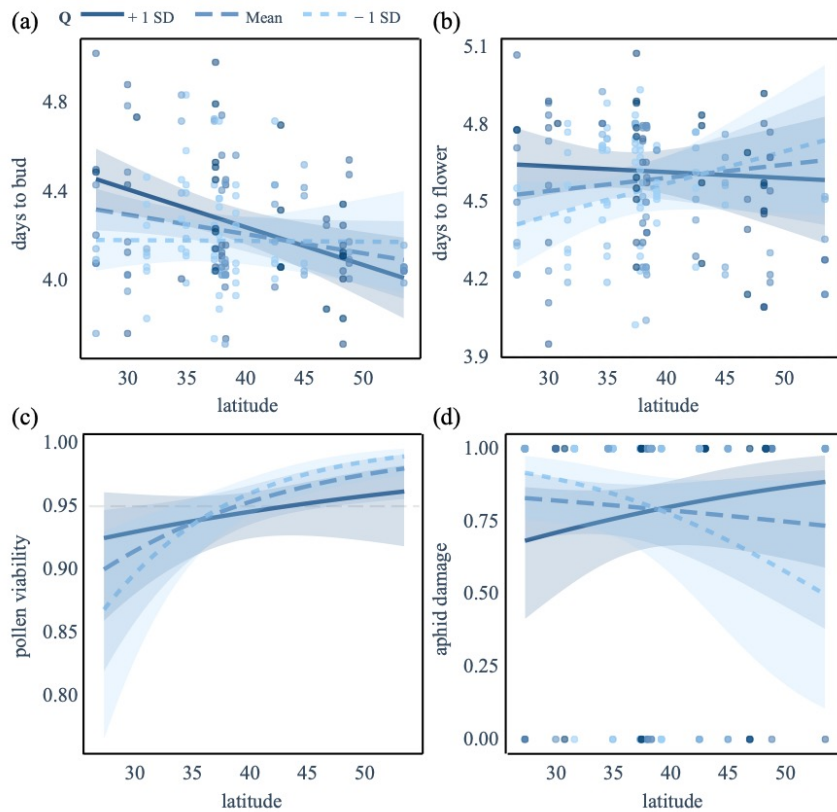 Q + 1 SD Mean − 1 SD
(a)
days to bud
4.8
4.4
4.0
30 35 40 45 50
latitude
(b)
days to flower
5.1
4.8
4.5
4.2
3.9
30 35 40 45 50
latitude
(c)
pollen viability
1.00
0.95
0.90
0.85
0.80
30 35 40 45 50
latitude
(d)
aphid damage
1.00
0.75
0.50
0.25
0.00
30 35 40 45 50
latitude